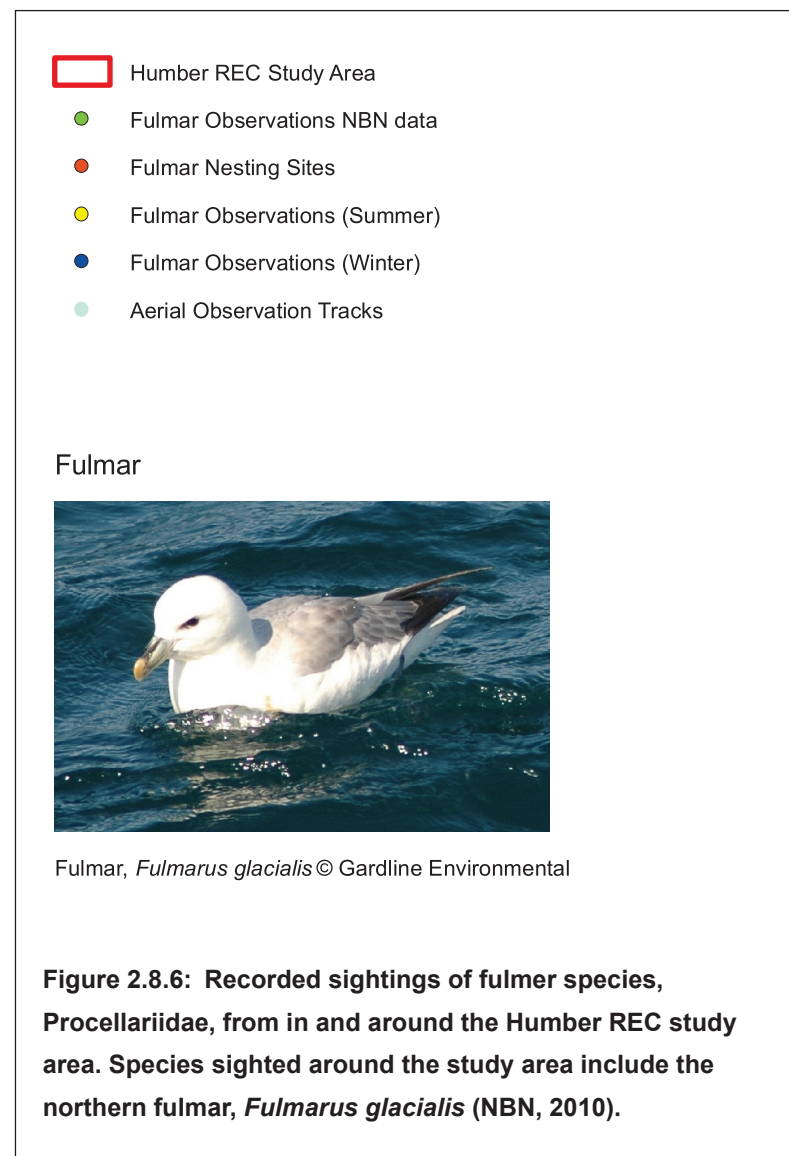 Humber REC Study Area
Fulmar Observations NBN data
Fulmar Nesting Sites
Fulmar Observations (Summer)
Fulmar Observations (Winter)
Aerial Observation Tracks
Fulmar
Fulmar, Fulmarus glacialis © Gardline Environmental
Figure 2.8.6: Recorded sightings of fulmer species,
Procellariidae, from in and around the Humber REC study
area. Species sighted around the study area include the
northern fulmar, Fulmarus glacialis (NBN, 2010).